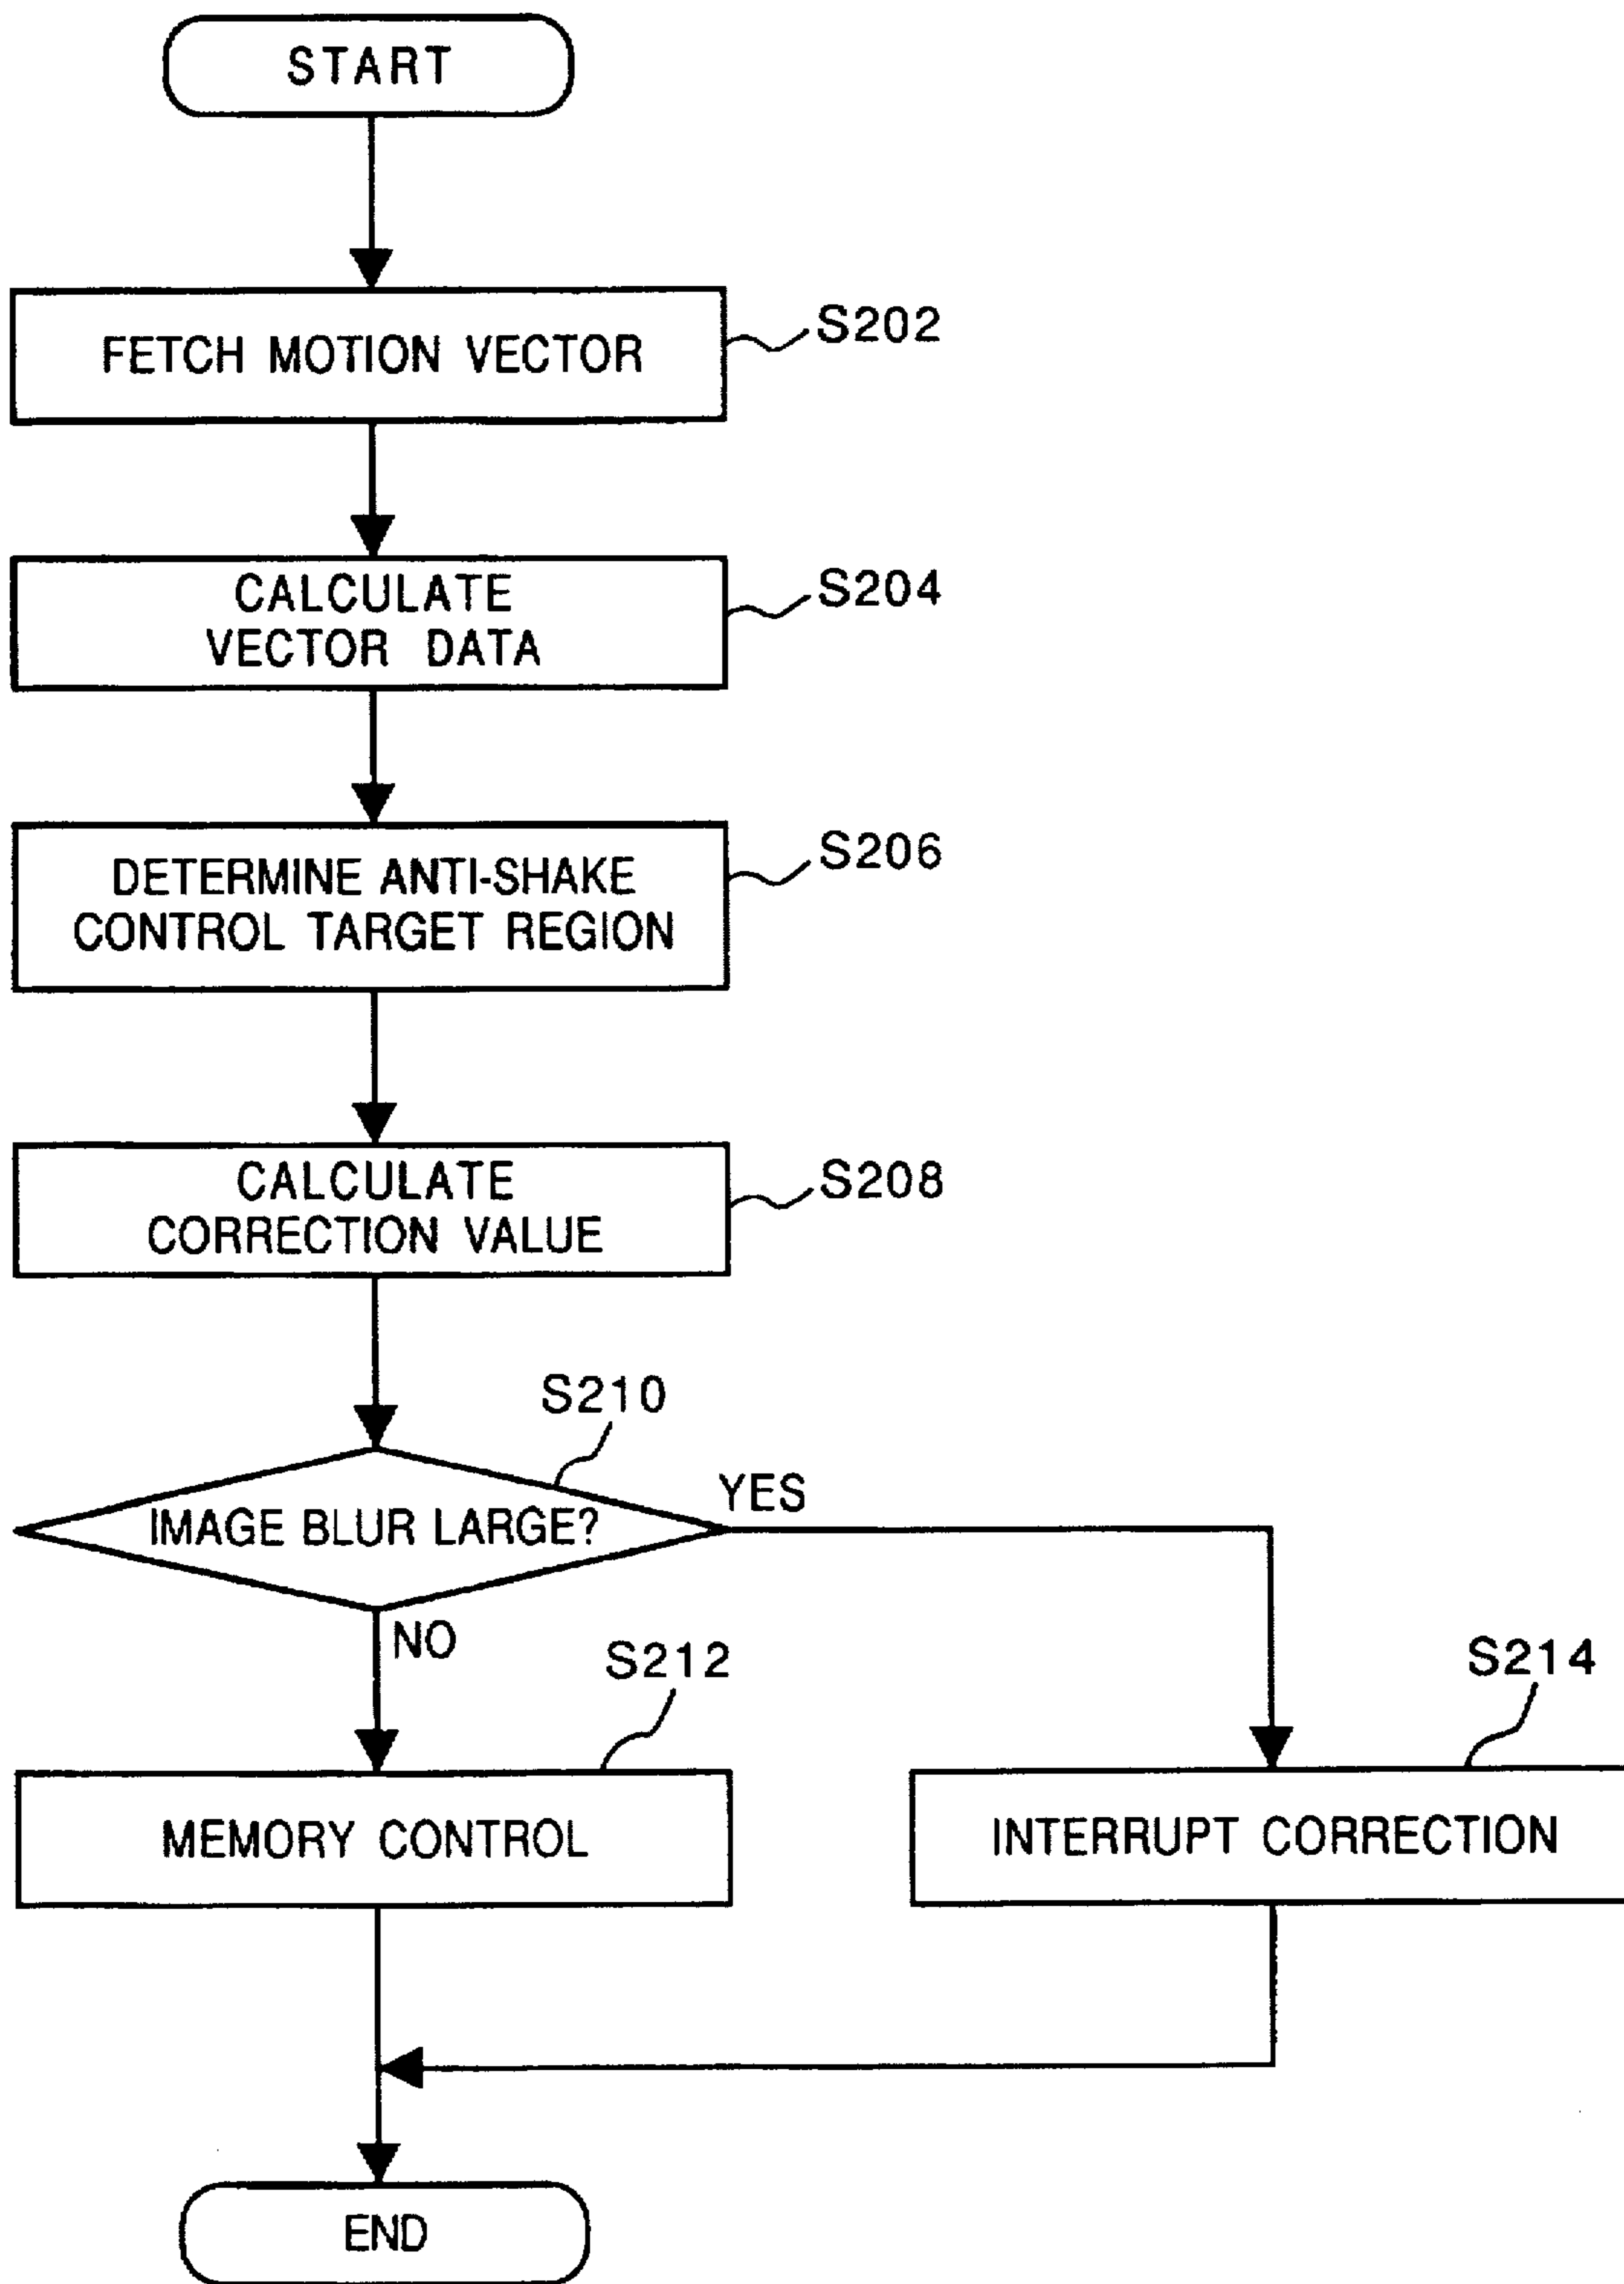 START
FETCH MOTION VECTOR
S202
CALCULATE
VECTOR DATA
S204
DETERMINE ANTI-SHAKE
CONTROL TARGET REGION
S206
CALCULATE
CORRECTION VALUE
S208
S210
IMAGE BLUR LARGE?
YES
NO
S212
S214
MEMORY CONTROL
INTERRUPT CORRECTION
END